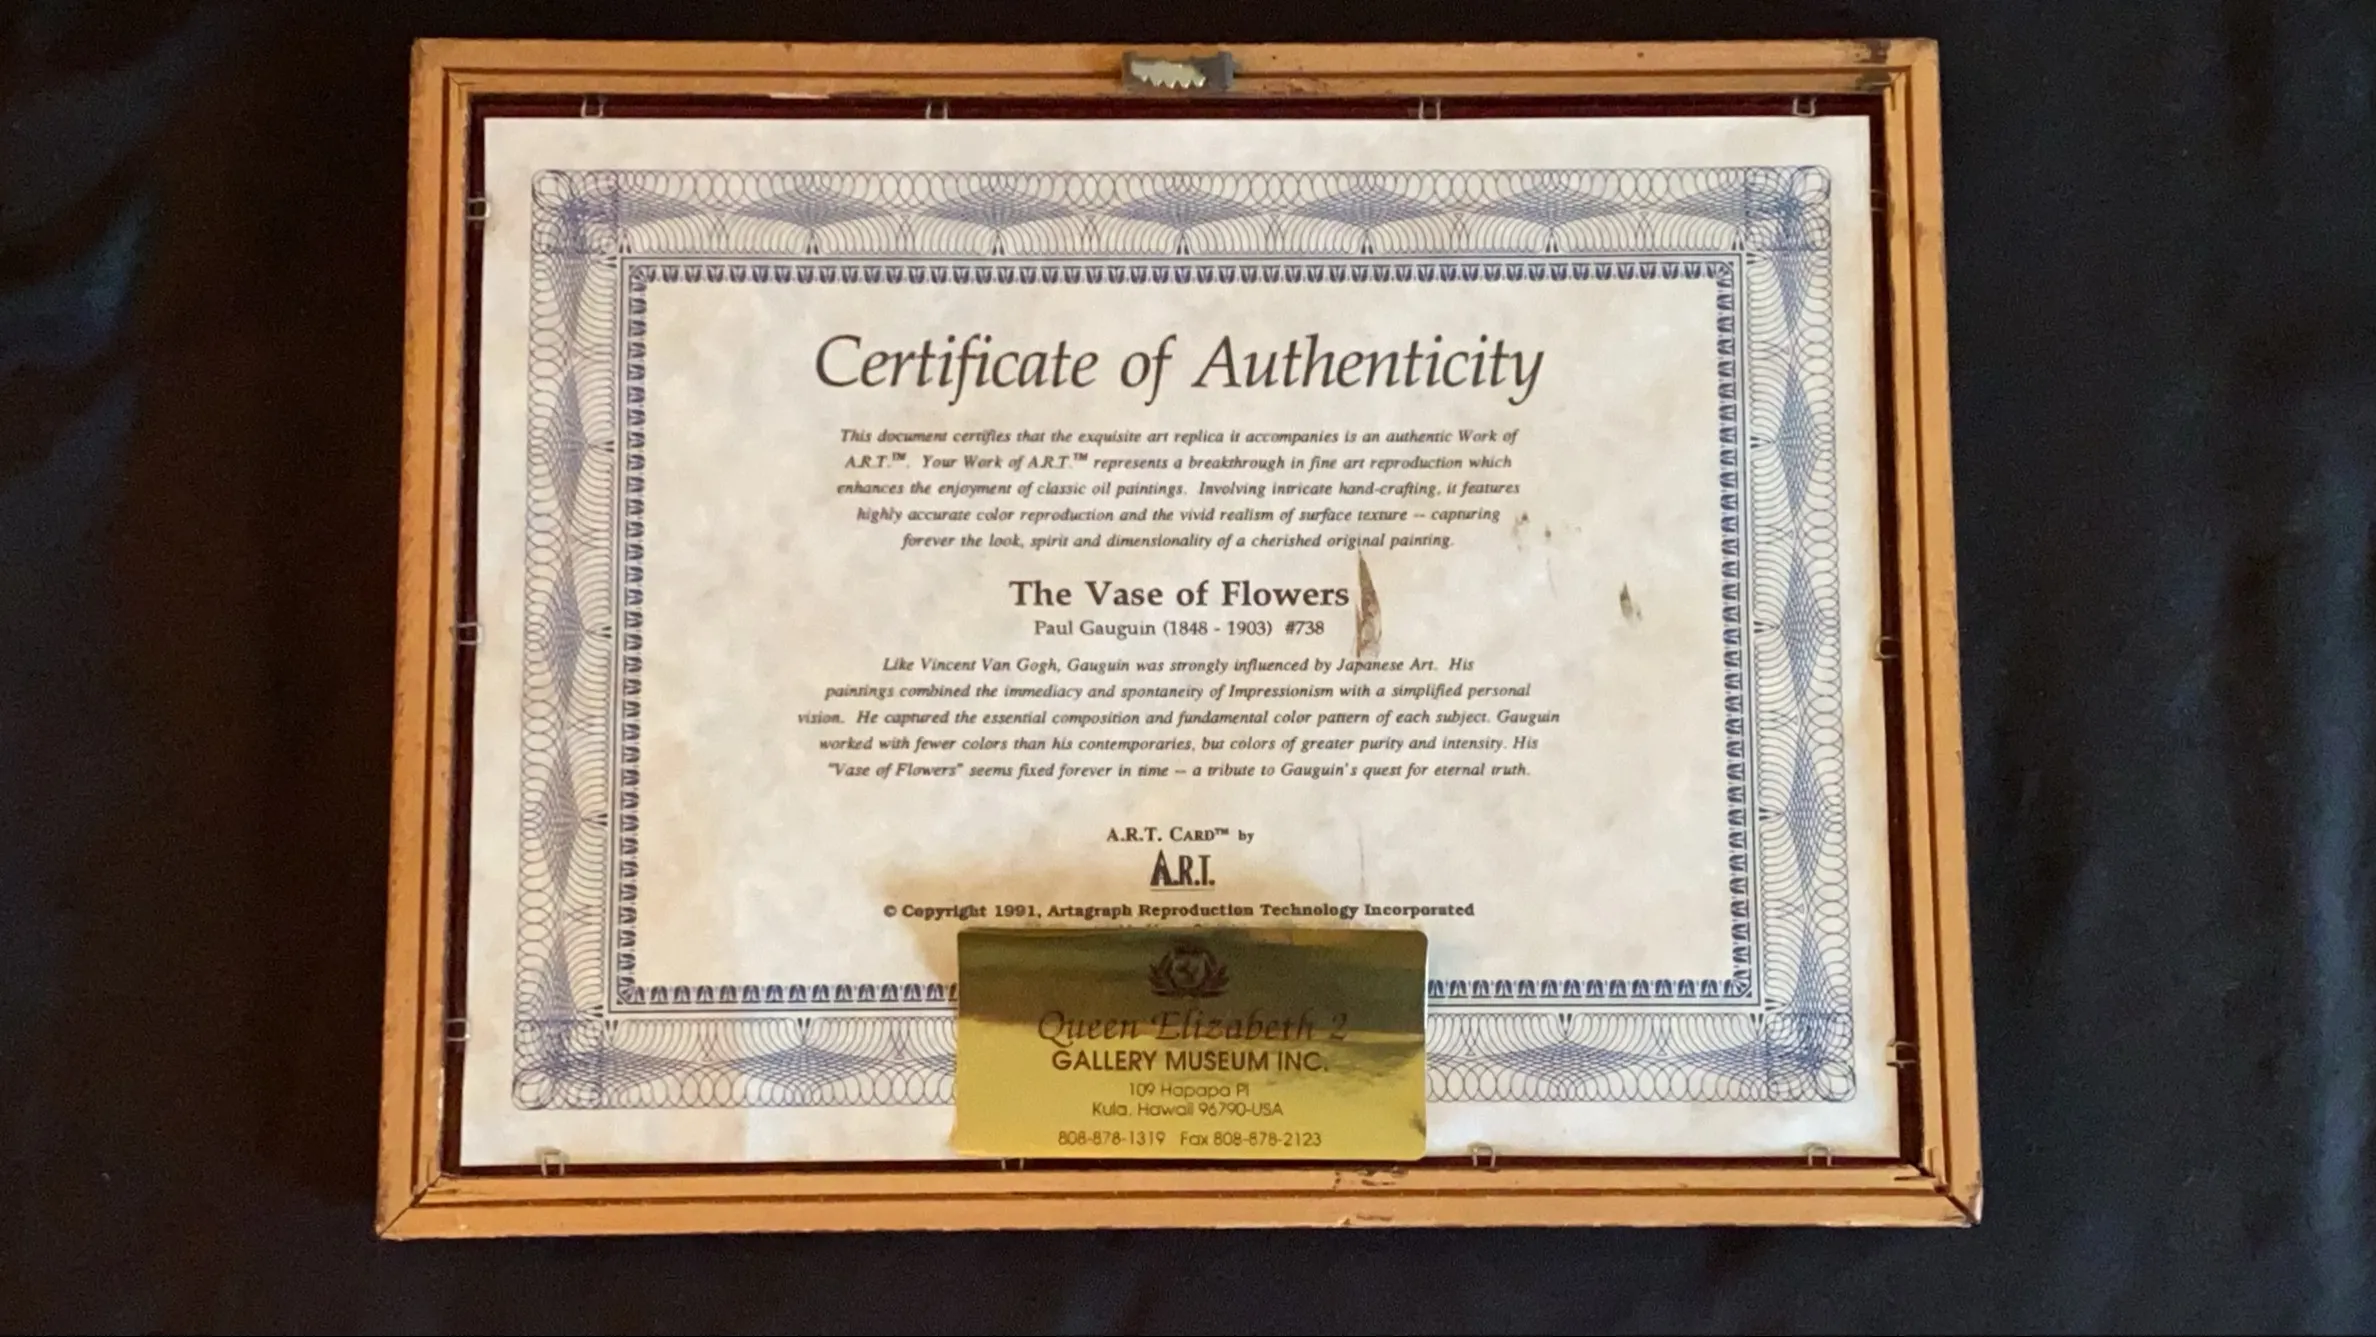 Certificate of Authenticity
This document certifies that the exquisite art replica it accompanies is an authentic Work of
A.R.T.™. Your Work of A.R.T.™ represents a breakthrough in fine art reproduction which
enhances the enjoyment of classic oil paintings. Involving intricate hand-crafting, it features
highly accurate color reproduction and the vivid realism of surface texture -- capturing
forever the look, spirit and dimensionality of a cherished original painting.
The Vase of Flowers
Paul Gauguin (1848 - 1903) #738
Like Vincent Van Gogh, Gauguin was strongly influenced by Japanese Art. His
paintings combined the immediacy and spontaneity of Impressionism with a simplified personal
vision. He captured the essential composition and fundamental color pattern of each subject. Gauguin
worked with fewer colors than his contemporaries, but colors of greater purity and intensity. His
"Vase of Flowers" seems fixed forever in time -- a tribute to Gauguin's quest for eternal truth.
A.R.T. CARD™ by
A.R.T.
© Copyright 1991, Artagraph Reproduction Technology Incorporated
Queen Elizabeth 2
GALLERY MUSEUM INC.
109 Hapapa Pl
Kula, Hawaii 96790-USA
808-878-1319 Fax 808-878-2123